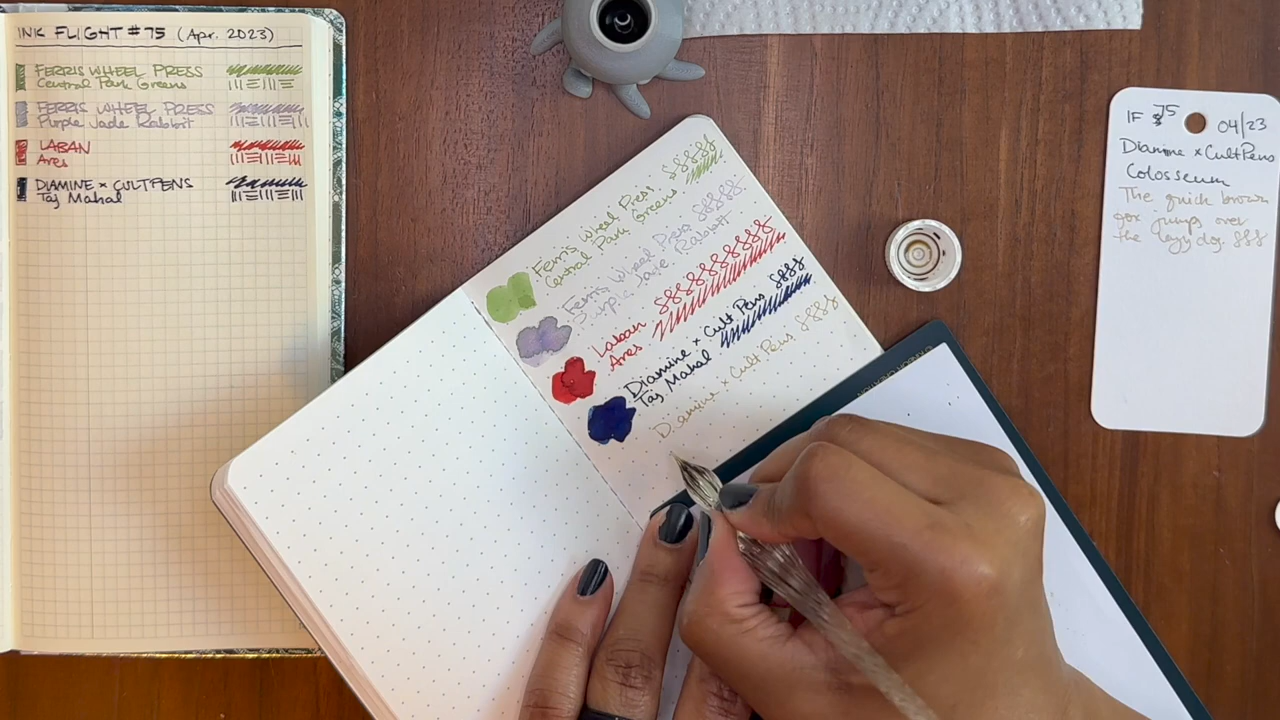 INK FLIGHT #75 (Apr. 2023)
FERRIS WHEEL PRESS
Central Park Greens
FERRIS WHEEL PRESS
Purple Jade Rabbit
LABAN
Ares
DIAMINE × CULTPENS
Taj Mahal
Ferris Wheel Press
Central Park Greens
Ferris Wheel Press
Purple Jade Rabbit
Laban
Ares
Diamine × Cult Pens
Taj Mahal
Diamine × Cult Pens
IF #75 04/23
Diamine × CultPens
Colosseum
The quick brown
fox jumps over
the lazy dog.